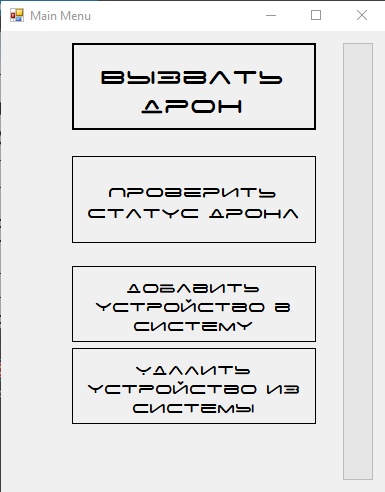 Main Menu
ВЫЗВАТЬ
ДРОН
ПРОВЕРИТЬ
СТАТУС ДРОНА
ДОБАВИТЬ
УСТРОЙСТВО В
СИСТЕМУ
УДАЛИТЬ
УСТРОЙСТВО ИЗ
СИСТЕМЫ